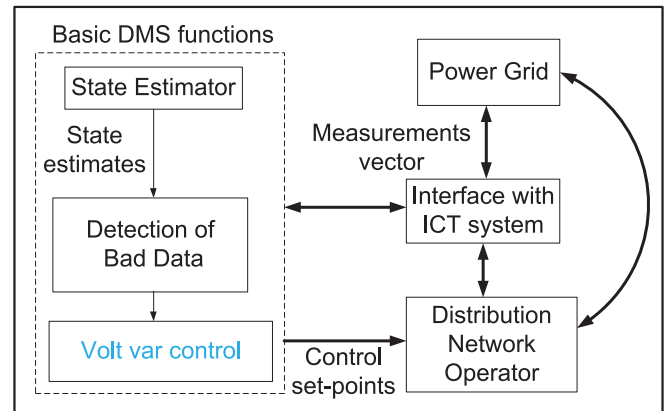 Basic DMS functions
State Estimator
State
estimates
Detection of
Bad Data
Volt var control
Power Grid
Measurements
vector
Interface with
ICT system
Control
set-points
Distribution
Network
Operator